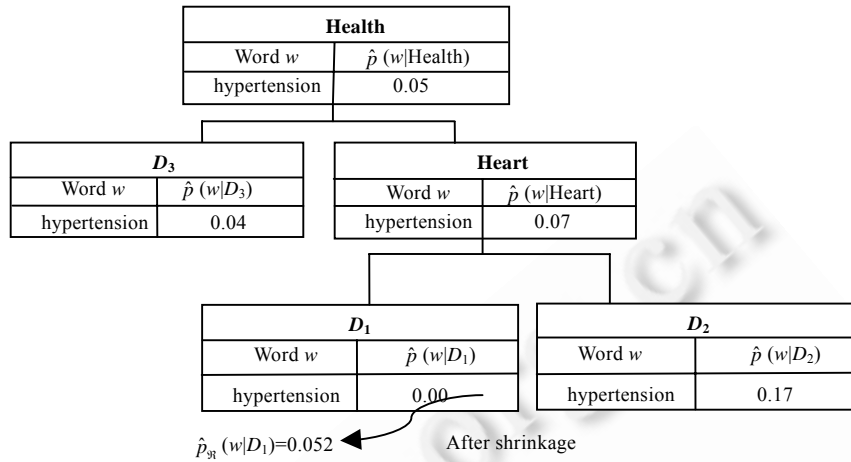 Health
Word w p̂ (w|Health)
hypertension 0.05
D₃ Heart
Word w p̂ (w|D₃) Word w p̂ (w|Heart)
hypertension 0.04 hypertension 0.07
D₁ D₂
Word w p̂ (w|D₁) Word w p̂ (w|D₂)
hypertension 0.00 hypertension 0.17
p̂ℜ (w|D₁)=0.052 After shrinkage